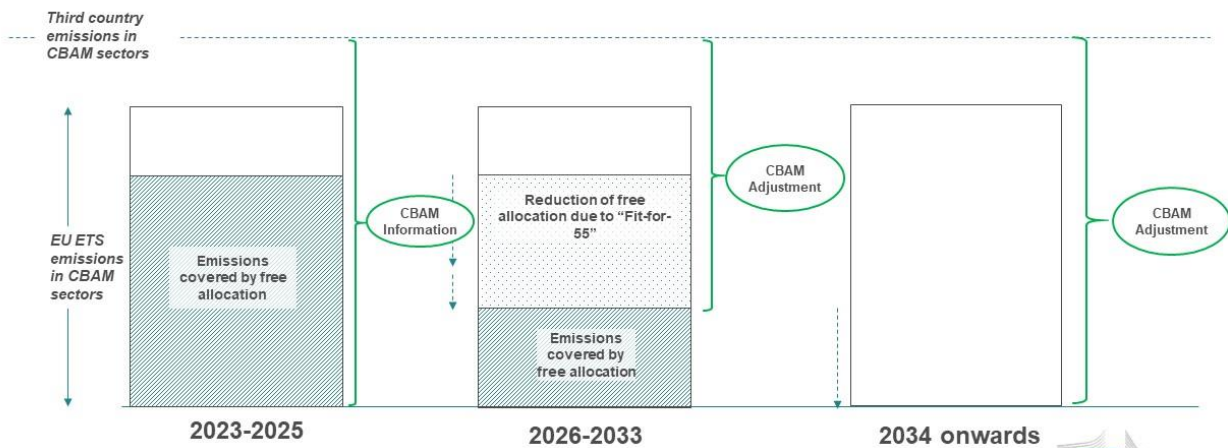 Third country
emissions in
CBAM sectors
EU ETS
emissions
in CBAM
sectors
Emissions
covered by free
allocation
CBAM
Information
Reduction of free
allocation due to “Fit-for-
55”
Emissions
covered by
free allocation
CBAM
Adjustment
CBAM
Adjustment
2023-2025
2026-2033
2034 onwards